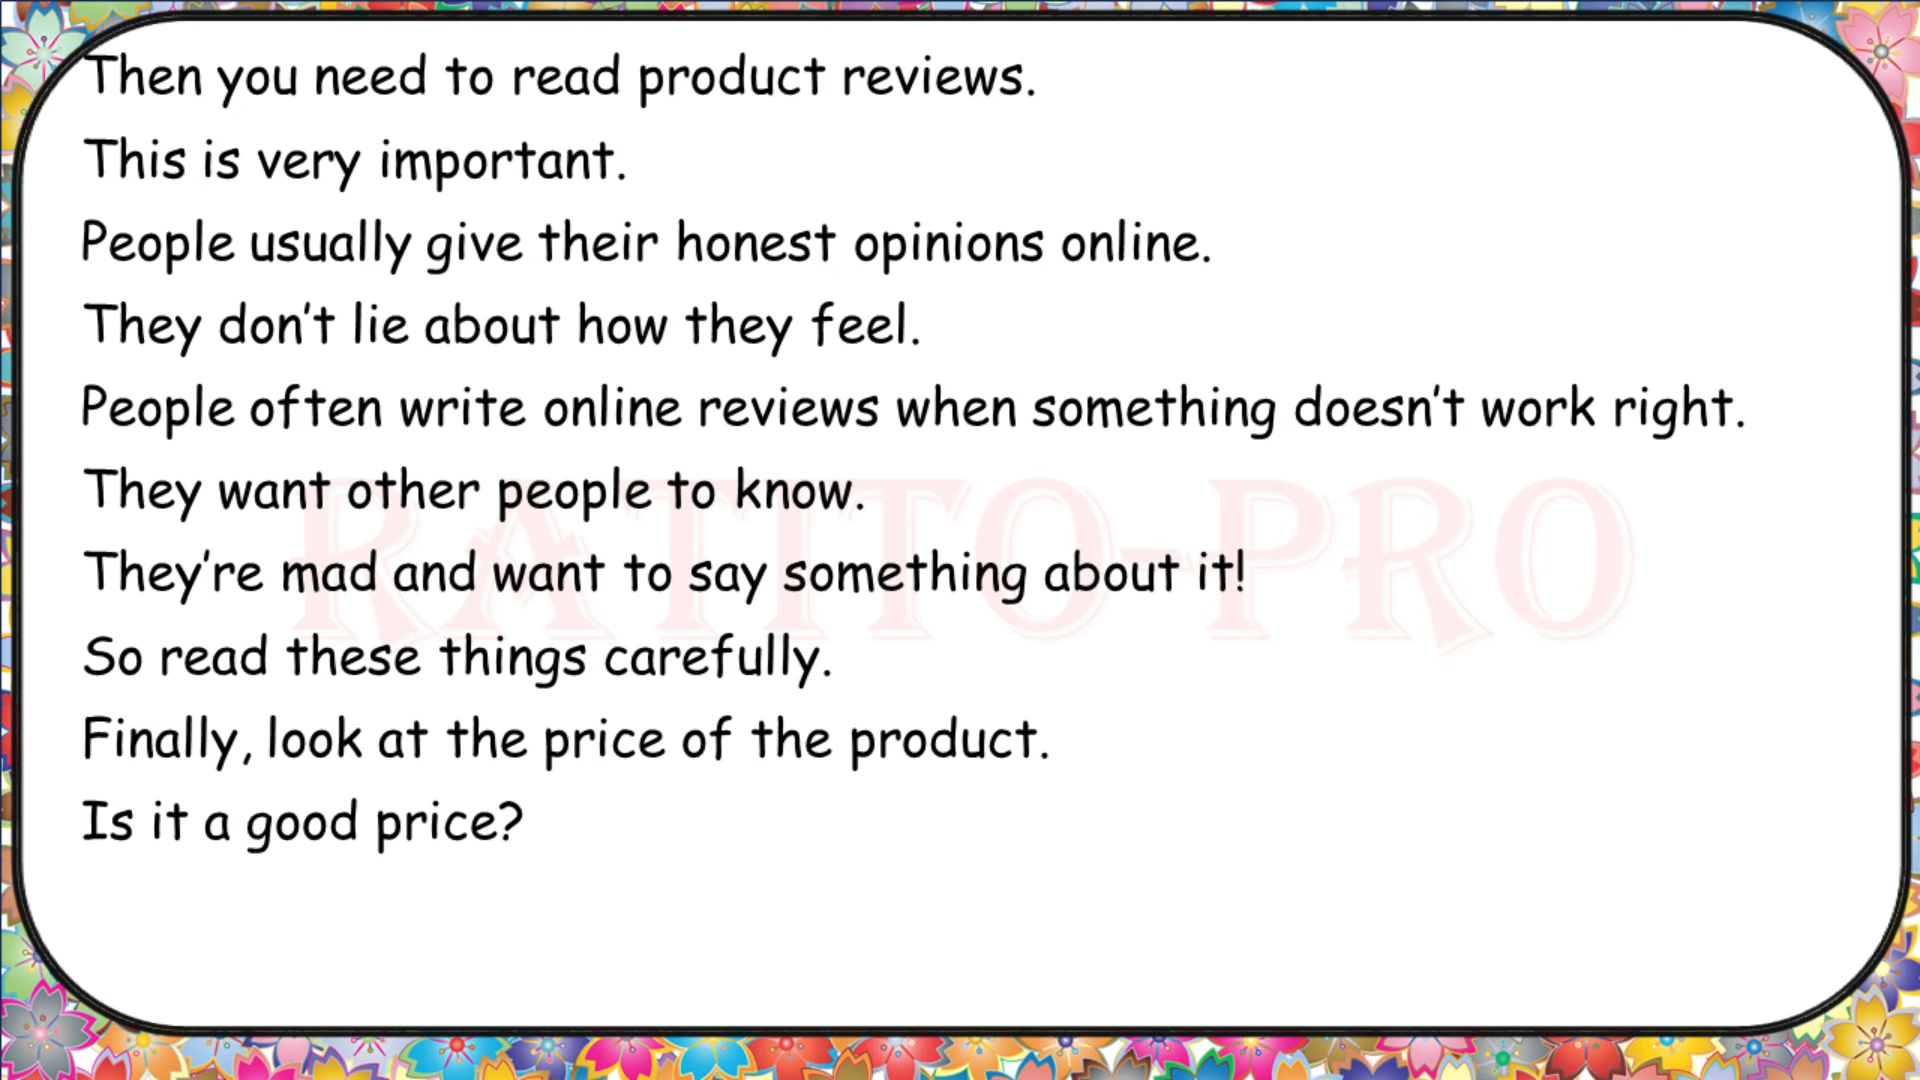 Then you need to read product reviews.
This is very important.
People usually give their honest opinions online.
They don't lie about how they feel.
People often write online reviews when something doesn't work right.
They want other people to know.
They're mad and want to say something about it!
So read these things carefully.
Finally, look at the price of the product.
Is it a good price?
RATITO-PRO